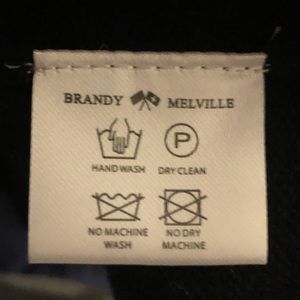 BRANDY MELVILLE
P
HAND WASH DRY CLEAN
NO MACHINE WASH NO DRY MACHINE